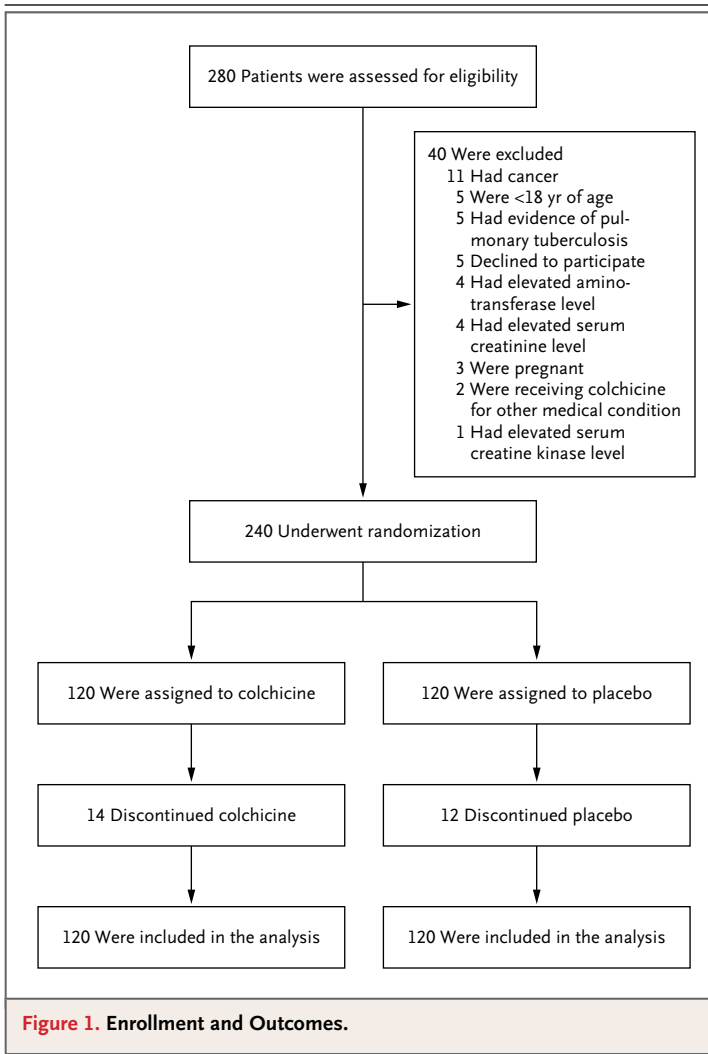 280 Patients were assessed for eligibility
40 Were excluded
11 Had cancer
5 Were <18 yr of age
5 Had evidence of pul-
monary tuberculosis
5 Declined to participate
4 Had elevated amino-
transferase level
4 Had elevated serum
creatinine level
3 Were pregnant
2 Were receiving colchicine
for other medical condition
1 Had elevated serum
creatine kinase level
240 Underwent randomization
120 Were assigned to colchicine
120 Were assigned to placebo
14 Discontinued colchicine
12 Discontinued placebo
120 Were included in the analysis
120 Were included in the analysis
Figure 1. Enrollment and Outcomes.